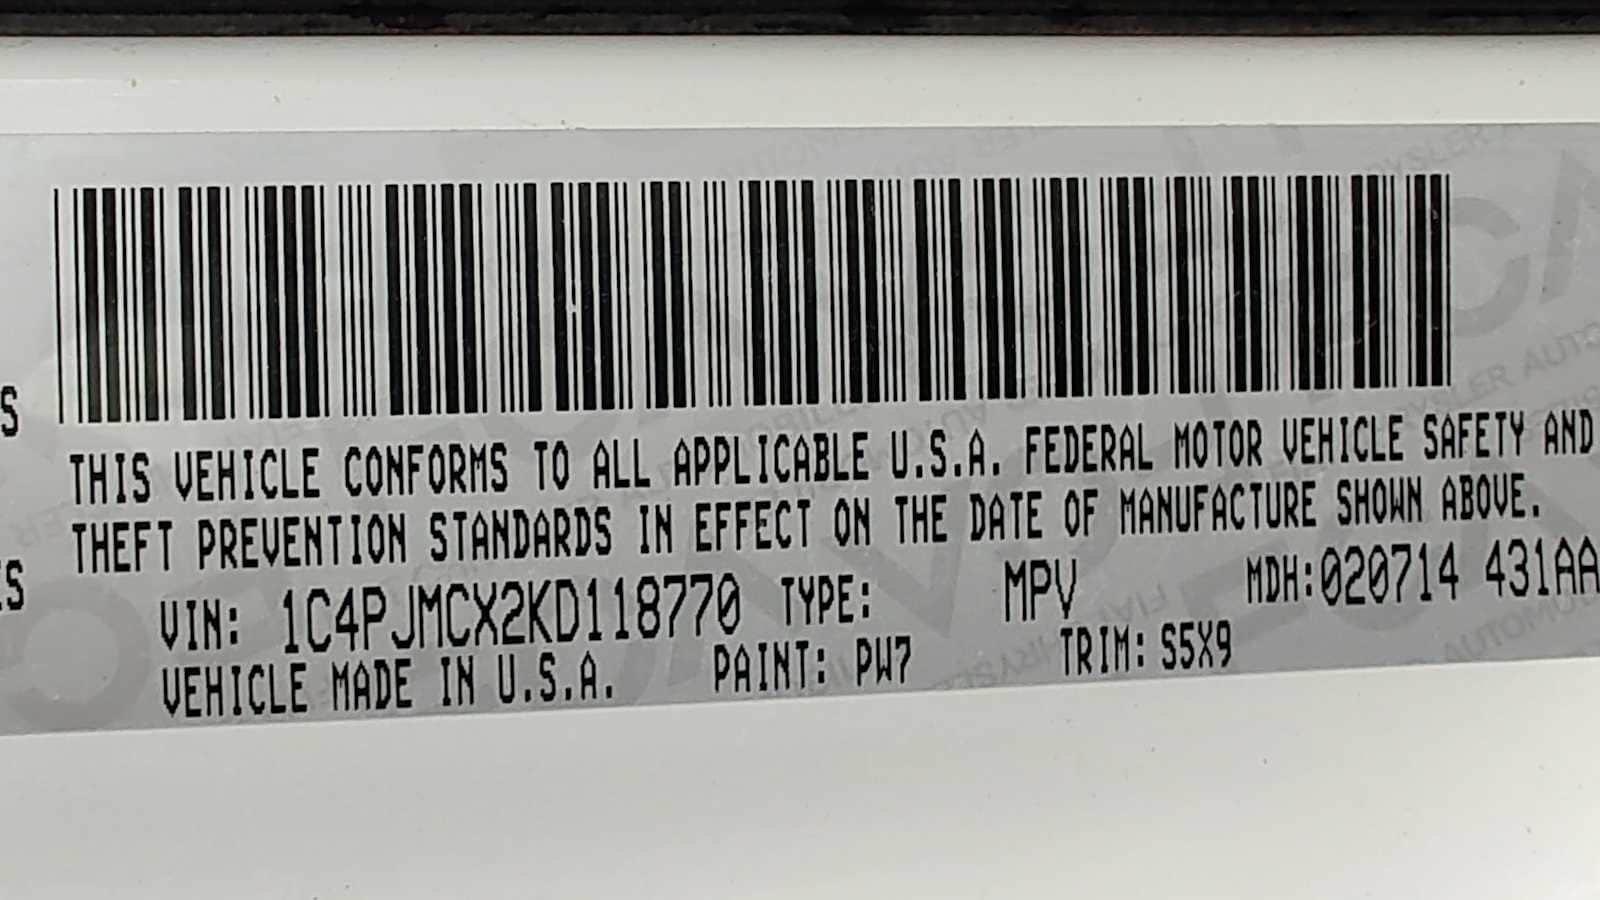 S
THIS VEHICLE CONFORMS TO ALL APPLICABLE U.S.A. FEDERAL MOTOR VEHICLE SAFETY AND
THEFT PREVENTION STANDARDS IN EFFECT ON THE DATE OF MANUFACTURE SHOWN ABOVE.
S
VIN: 1C4PJMCX2KD118770 TYPE: MPV MDH:020714 431AA
VEHICLE MADE IN U.S.A. PAINT: PW7 TRIM: S5X9